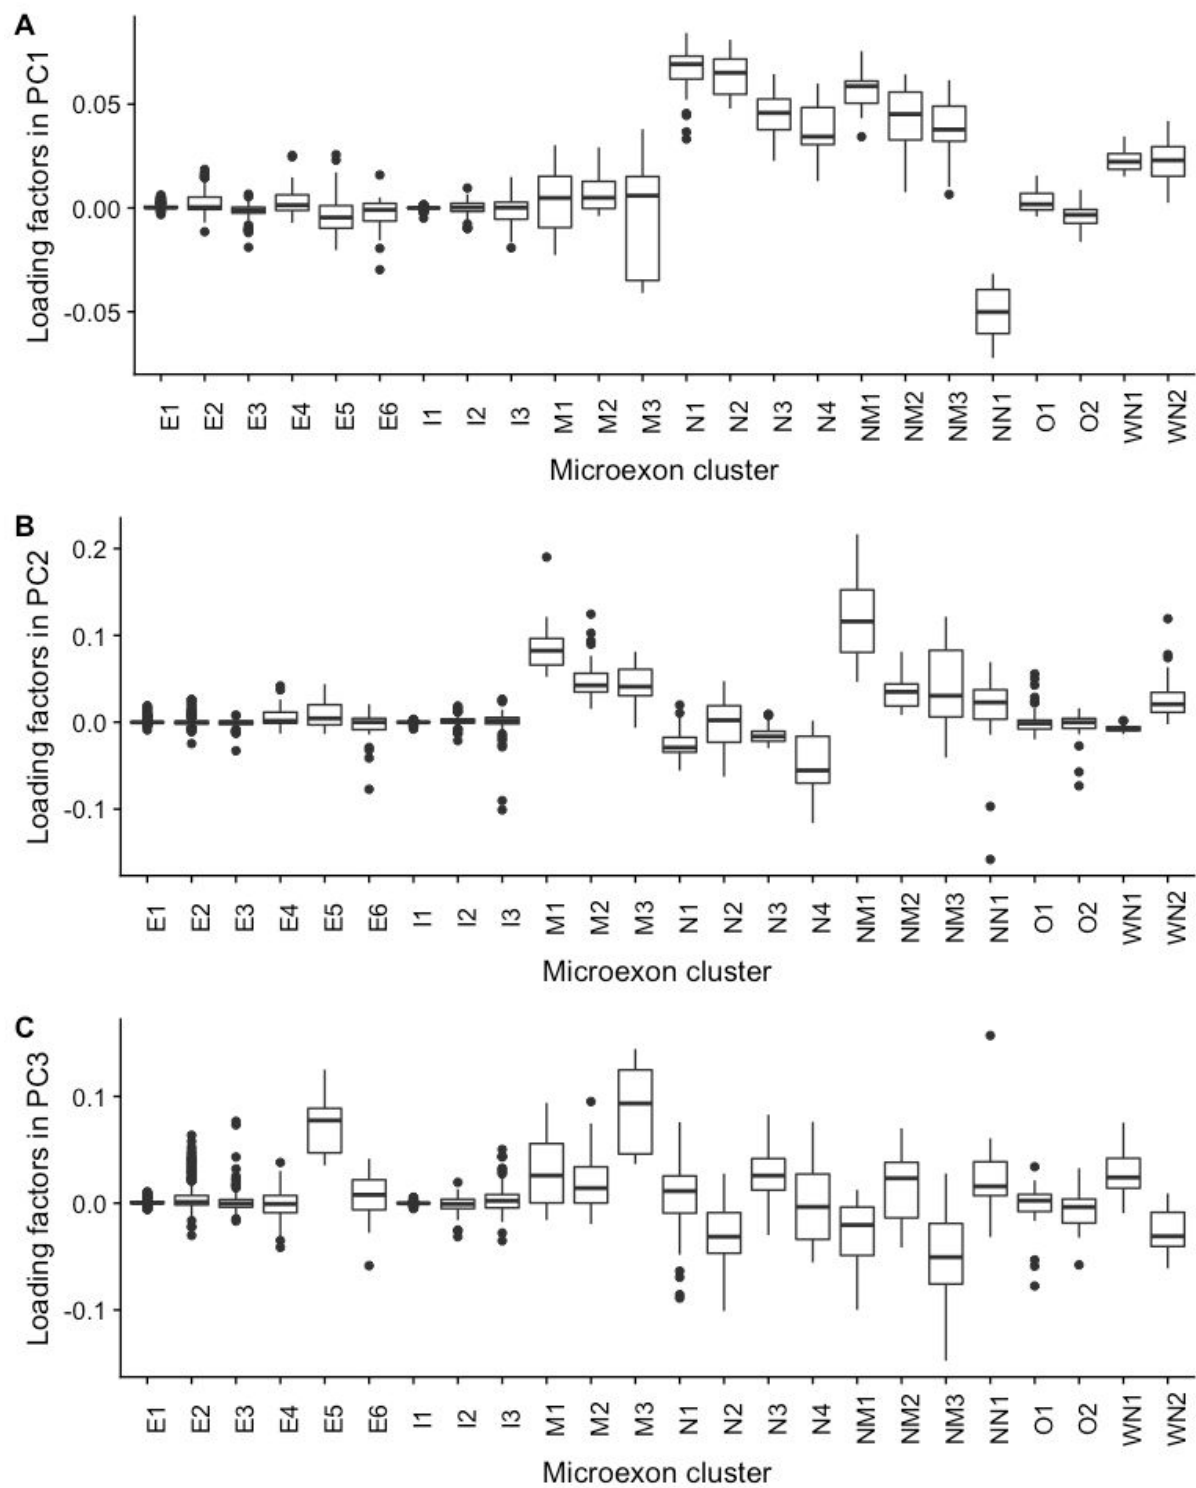 A
Loading factors in PC1
0.05
0.00
-0.05
E1 E2 E3 E4 E5 E6 I1 I2 I3 M1 M2 M3 N1 N2 N3 N4 NM1 NM2 NM3 NN1 O1 O2 WN1 WN2
Microexon cluster
B
Loading factors in PC2
0.2
0.1
0.0
-0.1
E1 E2 E3 E4 E5 E6 I1 I2 I3 M1 M2 M3 N1 N2 N3 N4 NM1 NM2 NM3 NN1 O1 O2 WN1 WN2
Microexon cluster
C
Loading factors in PC3
0.1
0.0
-0.1
E1 E2 E3 E4 E5 E6 I1 I2 I3 M1 M2 M3 N1 N2 N3 N4 NM1 NM2 NM3 NN1 O1 O2 WN1 WN2
Microexon cluster